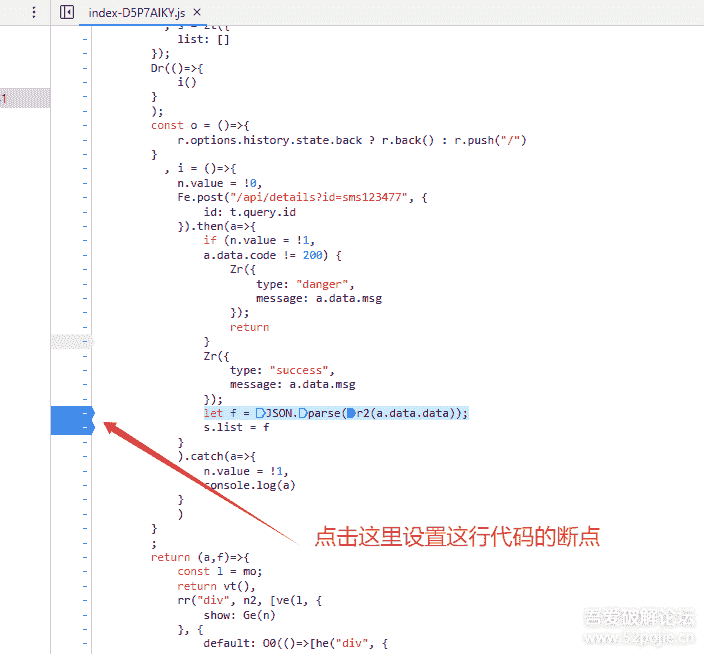 index-D5P7AIKY.js ×
list: []
});
Dr(()=>{
i()
}
);
const o = ()=>{
r.options.history.state.back ? r.back() : r.push("/")
}
, i = ()=>{
n.value = !0,
Fe.post("/api/details?id=sms123477", {
id: t.query.id
}).then(a=>{
if (n.value = !1,
a.data.code != 200) {
Zr({
type: "danger",
message: a.data.msg
});
return
}
Zr({
type: "success",
message: a.data.msg
});
let f = JSON.parse(r2(a.data.data));
s.list = f
}
).catch(a=>{
n.value = !1,
console.log(a)
}
)
}
;
return (a,f)=>{
const l = mo;
return vt(),
rr("div", n2, [ve(l, {
show: Ge(n)
}, {
default: O0(()=>[he("div", {
1
点击这里设置这行代码的断点
吾爱破解论坛
www.52pojie.cn